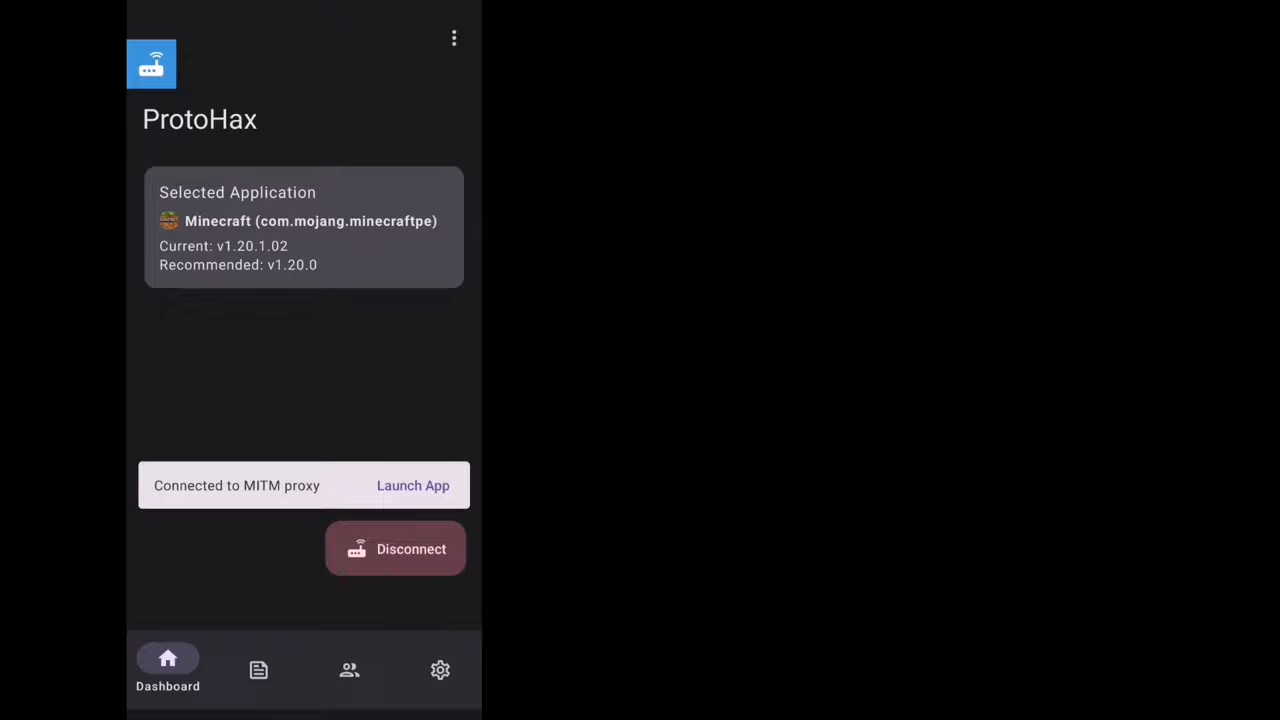 ProtoHax
Selected Application
Minecraft (com.mojang.minecraftpe)
Current: v1.20.1.02
Recommended: v1.20.0
Connected to MITM proxy Launch App
Disconnect
Dashboard